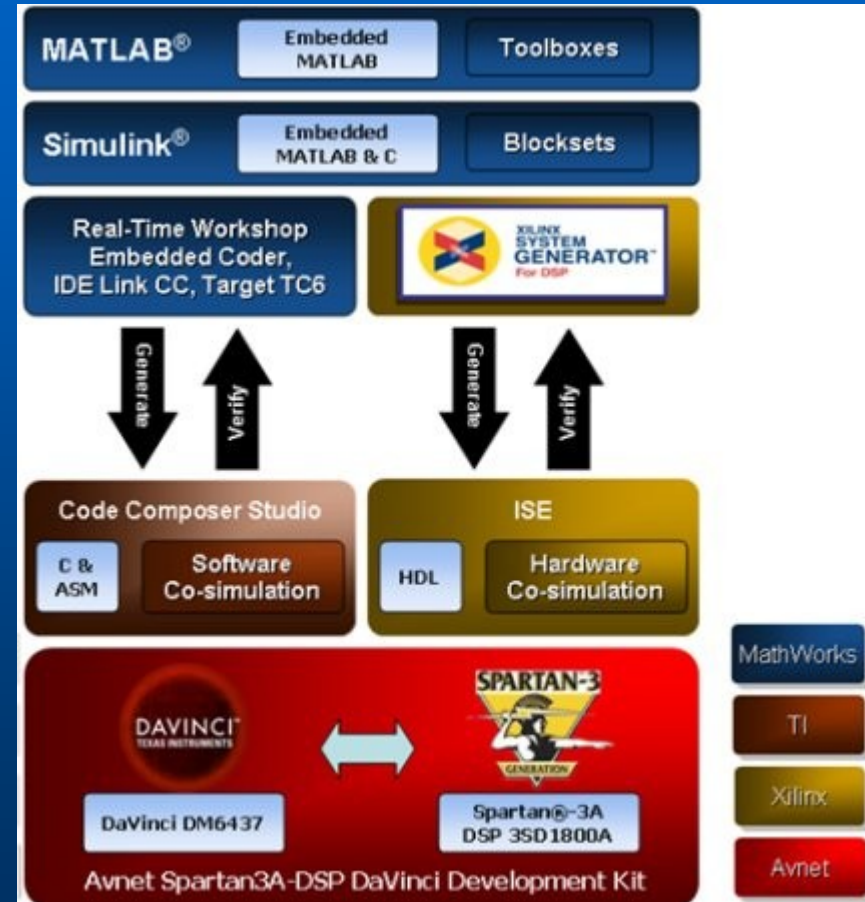 MATLAB®
Embedded
MATLAB
Toolboxes
Simulink®
Embedded
MATLAB & C
Blocksets
Real-Time Workshop
Embedded Coder,
IDE Link CC, Target TC6
XILINX
SYSTEM
GENERATOR™
For DSP
Generate
Verify
Generate
Verify
Code Composer Studio
C &
ASM
Software
Co-simulation
ISE
HDL
Hardware
Co-simulation
DAVINCI™
TEXAS INSTRUMENTS
SPARTAN-3
GENERATION
DaVinci DM6437
Spartan®-3A
DSP 3SD1800A
Avnet Spartan3A-DSP DaVinci Development Kit
MathWorks
TI
Xilinx
Avnet